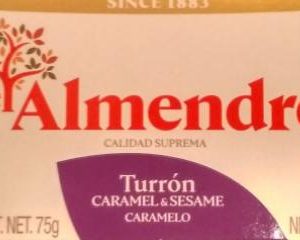 SINCE 1883
Almendro
CALIDAD SUPREMA
Turrón
CARAMEL & SESAME
CARAMELO
NET. 75g